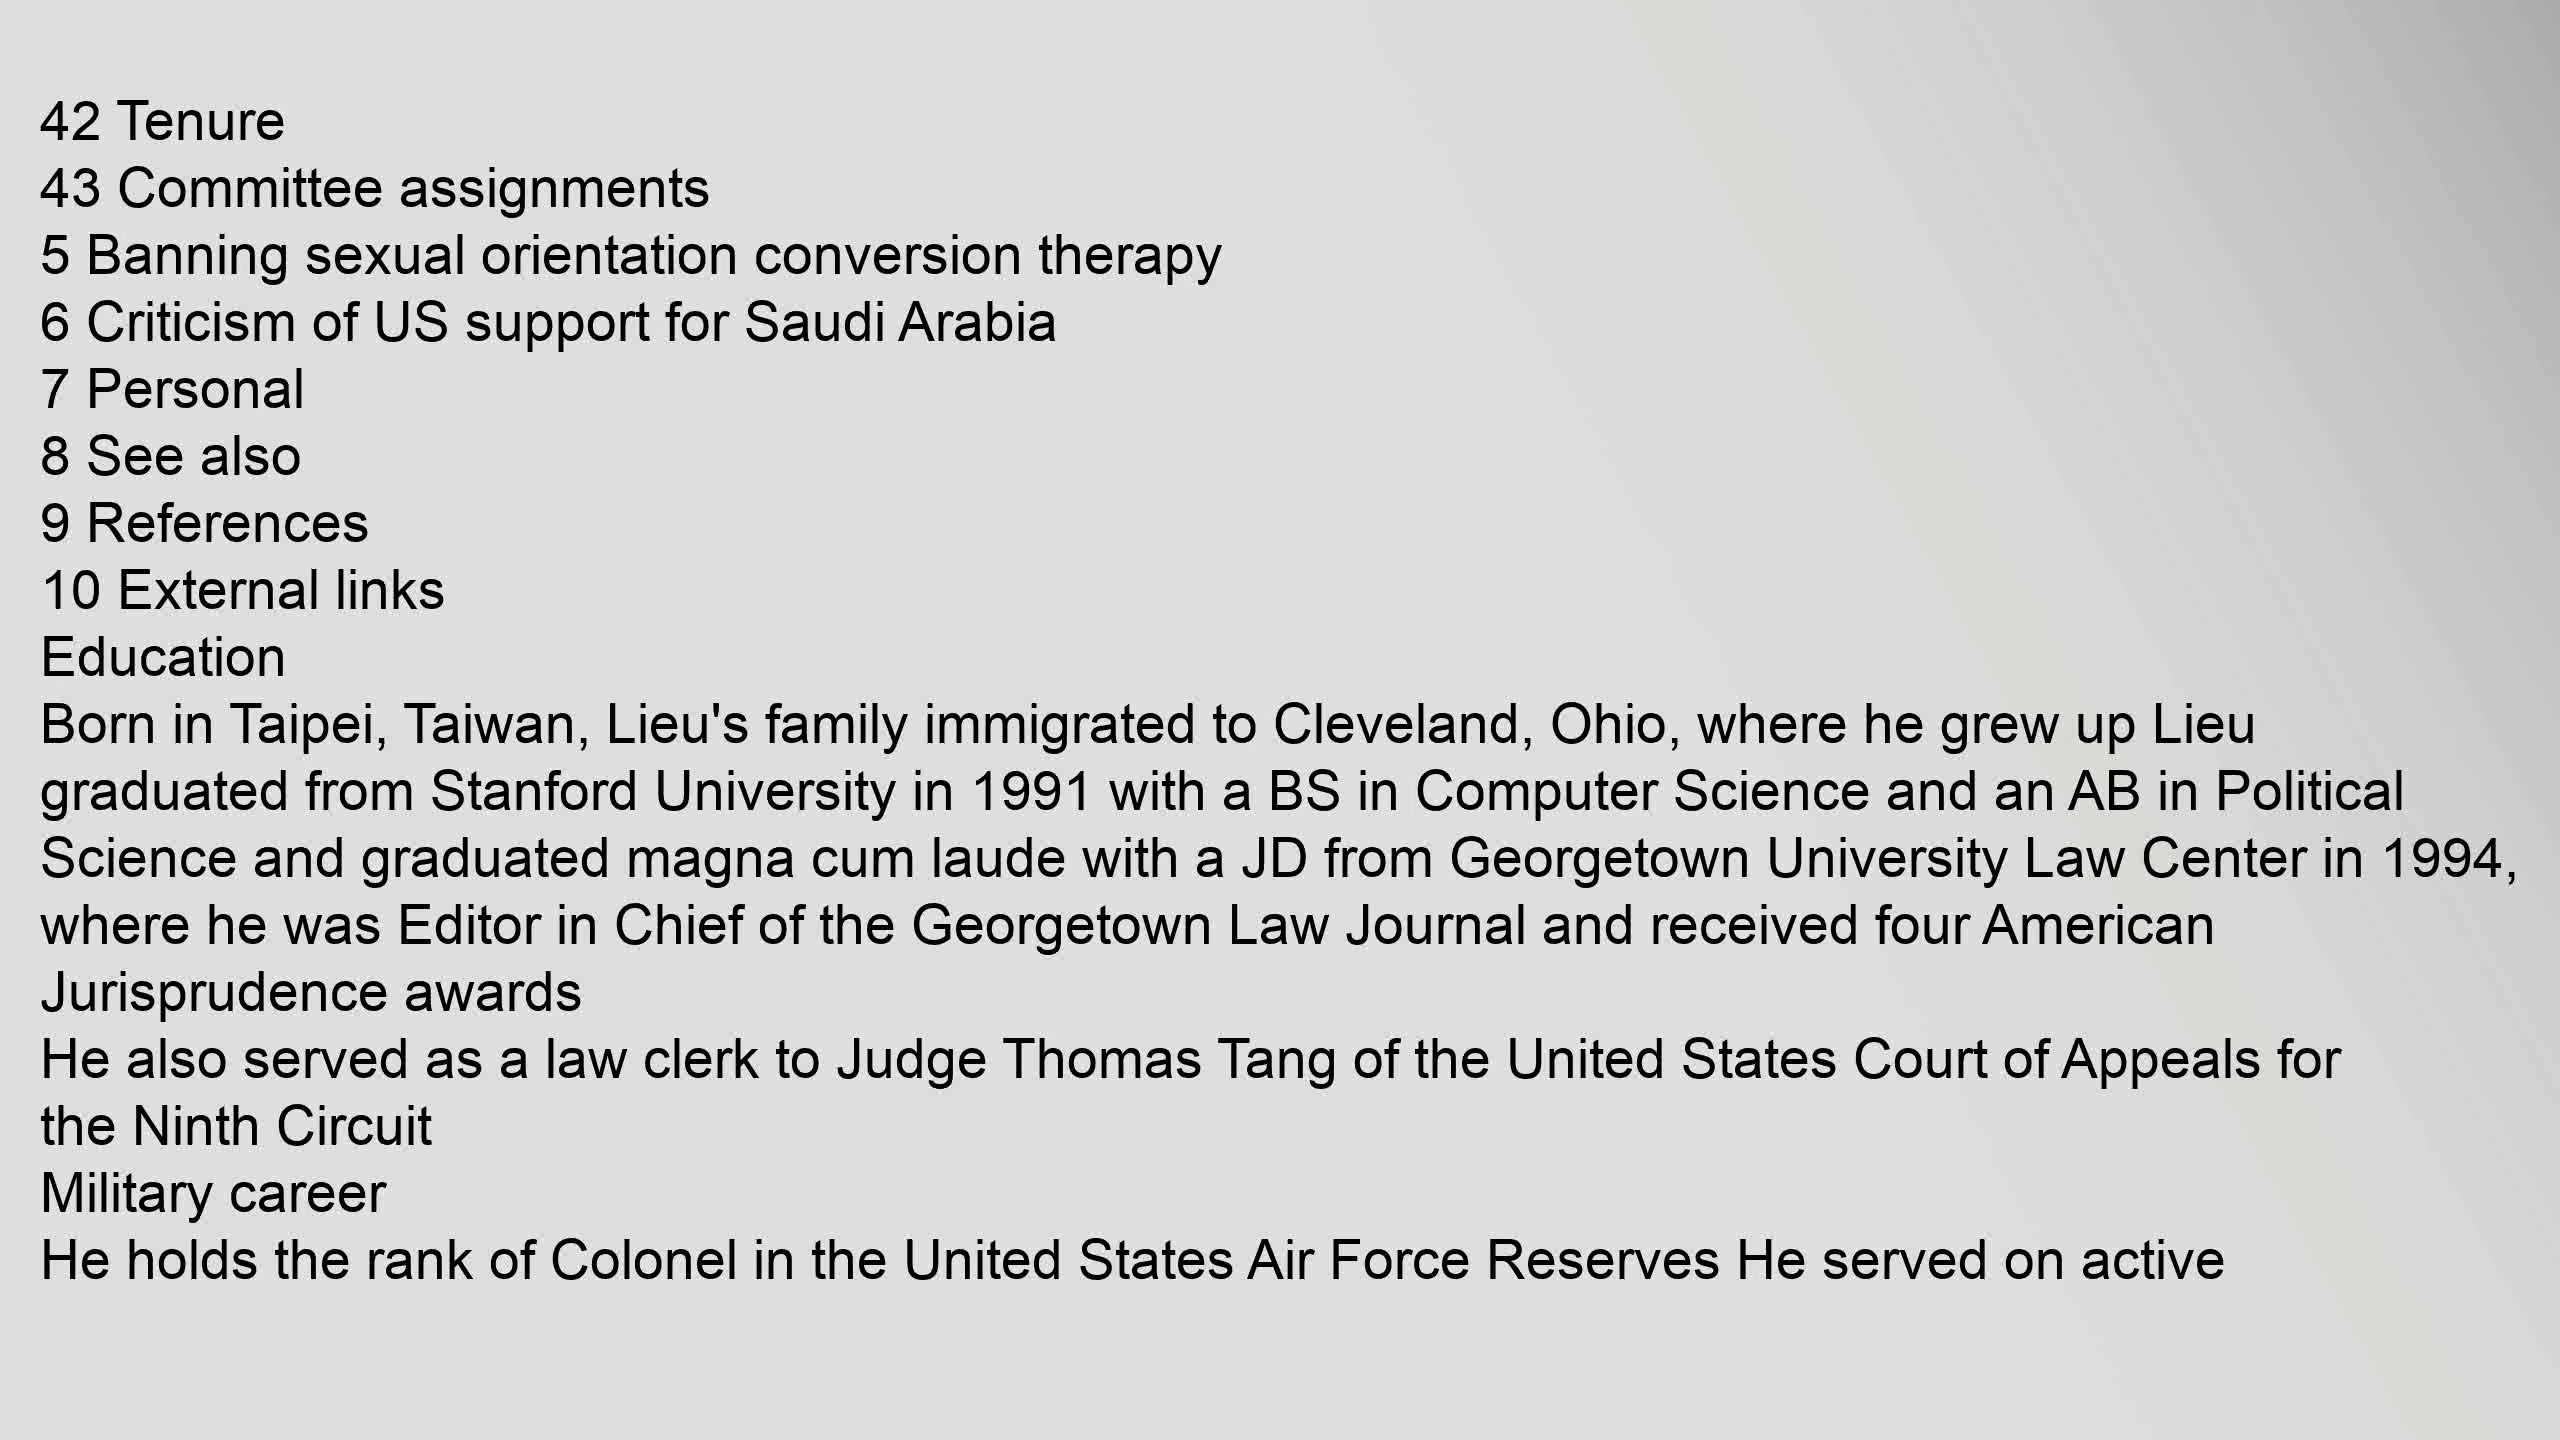 42 Tenure
43 Committee assignments
5 Banning sexual orientation conversion therapy
6 Criticism of US support for Saudi Arabia
7 Personal
8 See also
9 References
10 External links
Education
Born in Taipei, Taiwan, Lieu's family immigrated to Cleveland, Ohio, where he grew up Lieu
graduated from Stanford University in 1991 with a BS in Computer Science and an AB in Political
Science and graduated magna cum laude with a JD from Georgetown University Law Center in 1994,
where he was Editor in Chief of the Georgetown Law Journal and received four American
Jurisprudence awards
He also served as a law clerk to Judge Thomas Tang of the United States Court of Appeals for
the Ninth Circuit
Military career
He holds the rank of Colonel in the United States Air Force Reserves He served on active